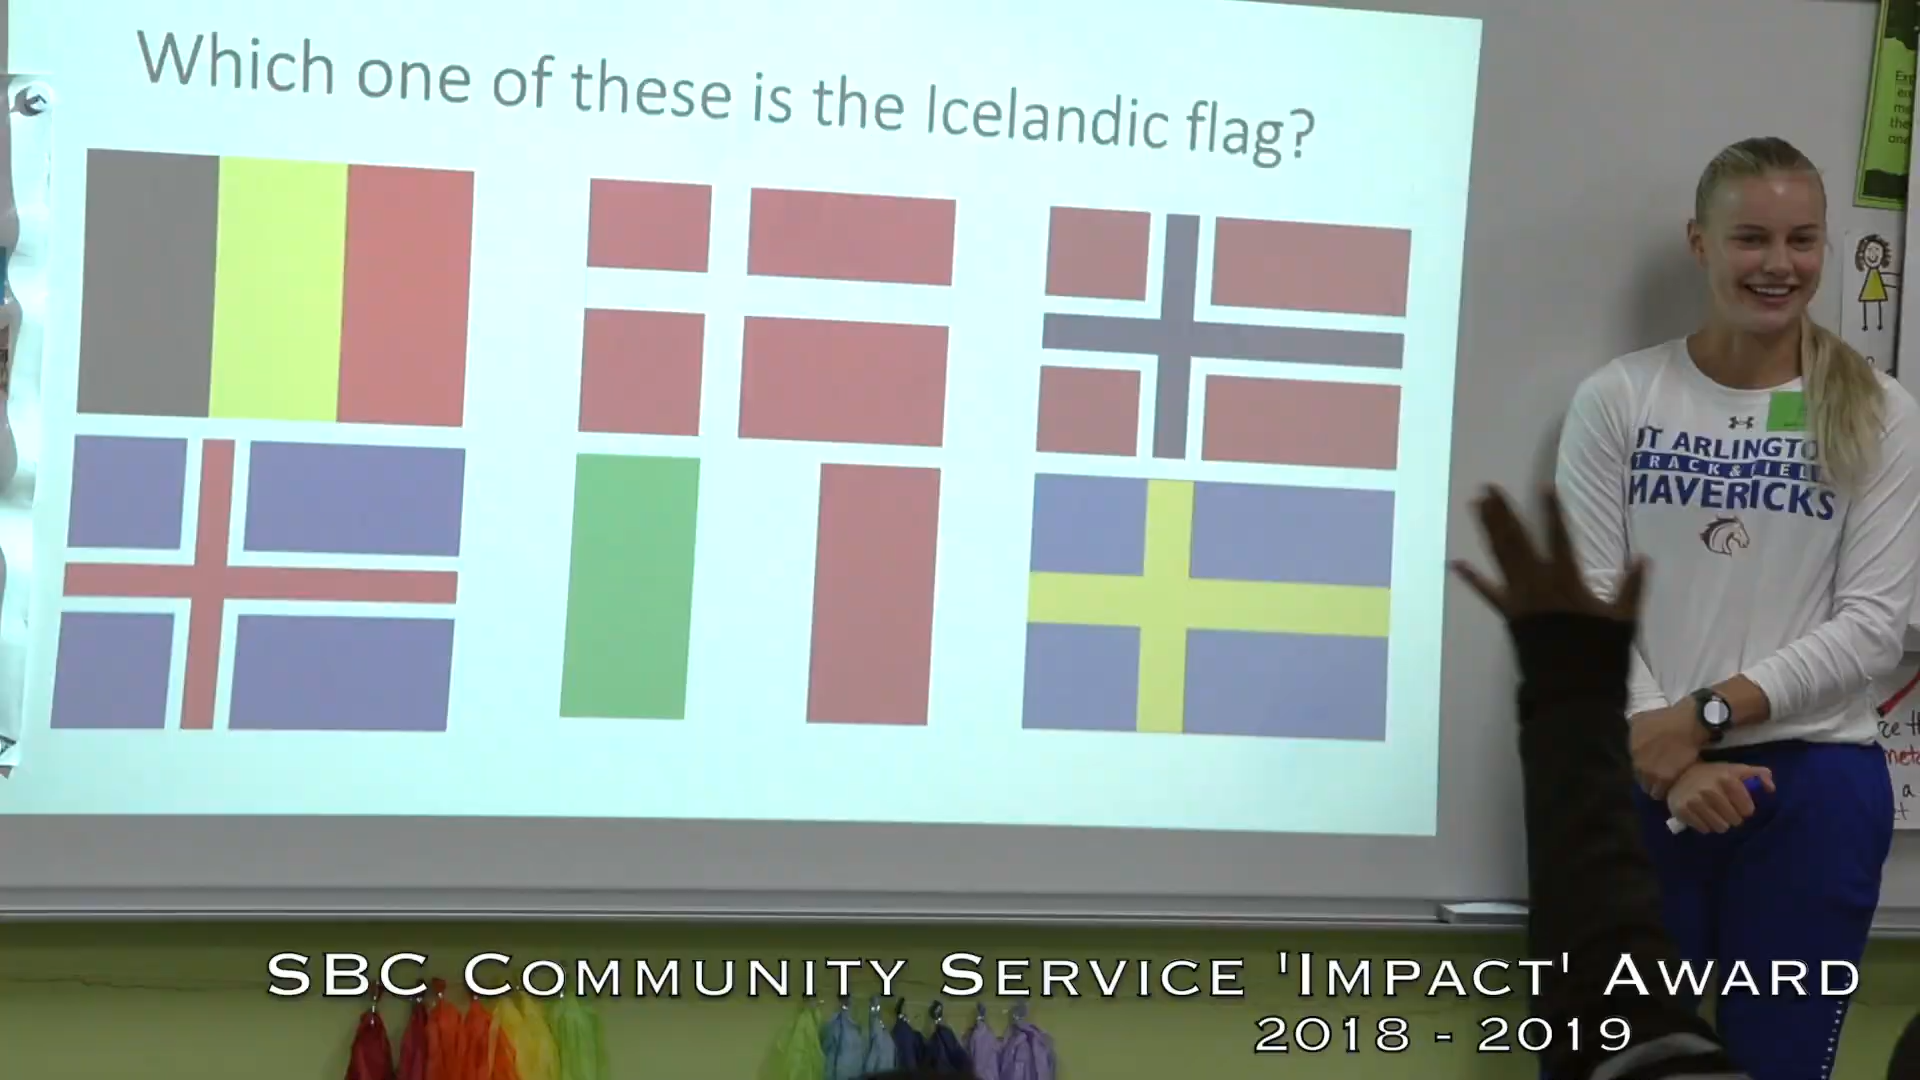 Which one of these is the Icelandic flag?
UT ARLINGTON
TRACK & FIELD
MAVERICKS
SBC COMMUNITY SERVICE 'IMPACT' AWARD
2018 - 2019